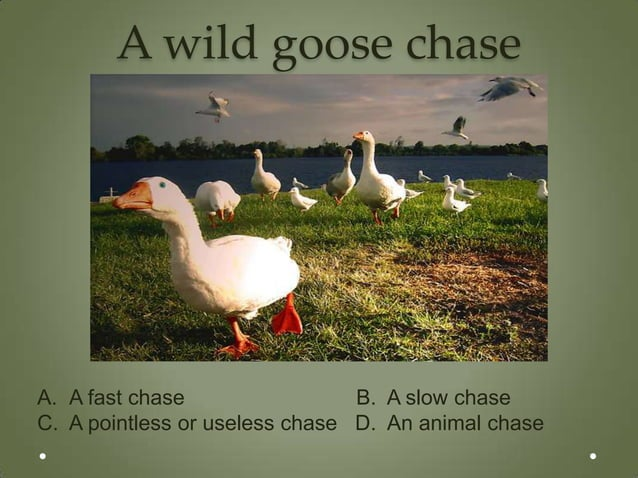 A wild goose chase
A. A fast chase B. A slow chase
C. A pointless or useless chase D. An animal chase